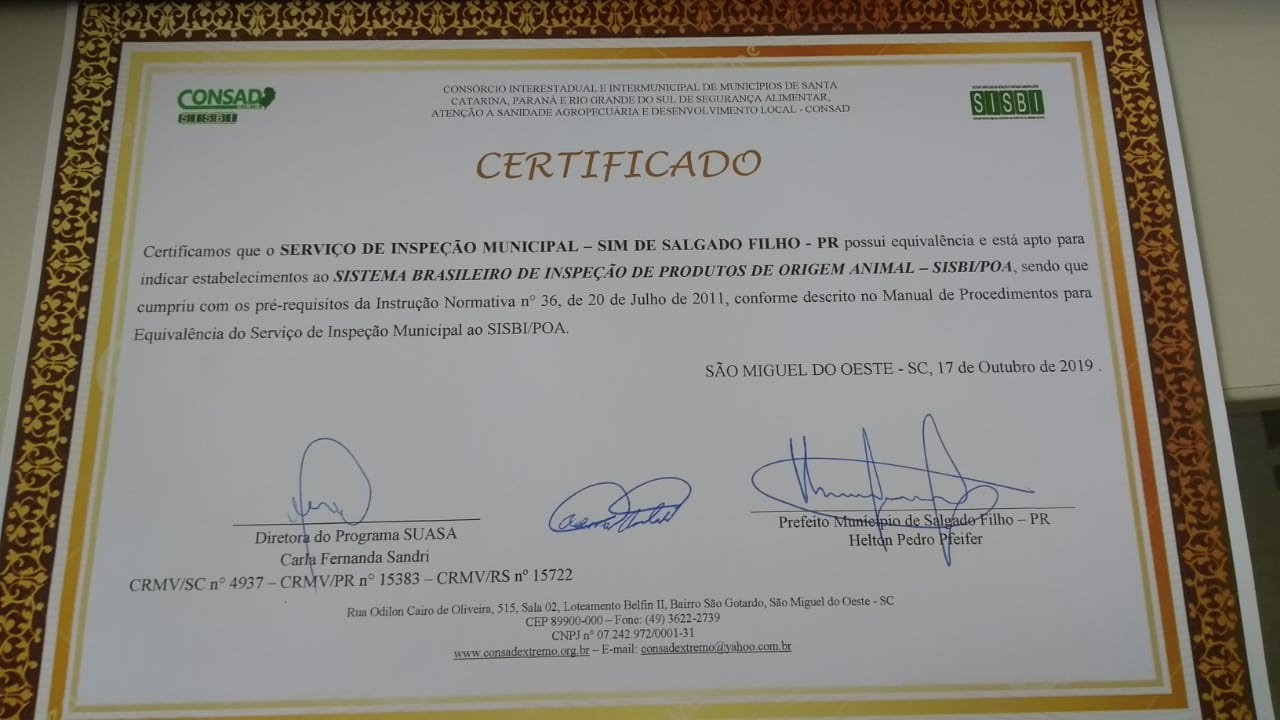 CONSAD
SISBI
CONSÓRCIO INTERESTADUAL E INTERMUNICIPAL DE MUNICÍPIOS DE SANTA
CATARINA, PARANÁ E RIO GRANDE DO SUL DE SEGURANÇA ALIMENTAR,
ATENÇÃO À SANIDADE AGROPECUÁRIA E DESENVOLVIMENTO LOCAL - CONSAD
SISBI
CERTIFICADO
Certificamos que o SERVIÇO DE INSPEÇÃO MUNICIPAL – SIM DE SALGADO FILHO - PR possui equivalência e está apto para
indicar estabelecimentos ao SISTEMA BRASILEIRO DE INSPEÇÃO DE PRODUTOS DE ORIGEM ANIMAL – SISBI/POA, sendo que
cumpriu com os pré-requisitos da Instrução Normativa n° 36, de 20 de Julho de 2011, conforme descrito no Manual de Procedimentos para
Equivalência do Serviço de Inspeção Municipal ao SISBI/POA.
SÃO MIGUEL DO OESTE - SC, 17 de Outubro de 2019 .
Diretora do Programa SUASA
Carla Fernanda Sandri
CRMV/SC n° 4937 – CRMV/PR n° 15383 – CRMV/RS nº 15722
Prefeito Município de Salgado Filho – PR
Helton Pedro Pfeifer
Rua Odilon Cairo de Oliveira, 515, Sala 02, Loteamento Belfin II, Bairro São Gotardo, São Miguel do Oeste - SC
CEP 89900-000 – Fone: (49) 3622-2739
CNPJ n° 07.242.972/0001-31
www.consadextremo.org.br – E-mail: consadextremo@yahoo.com.br